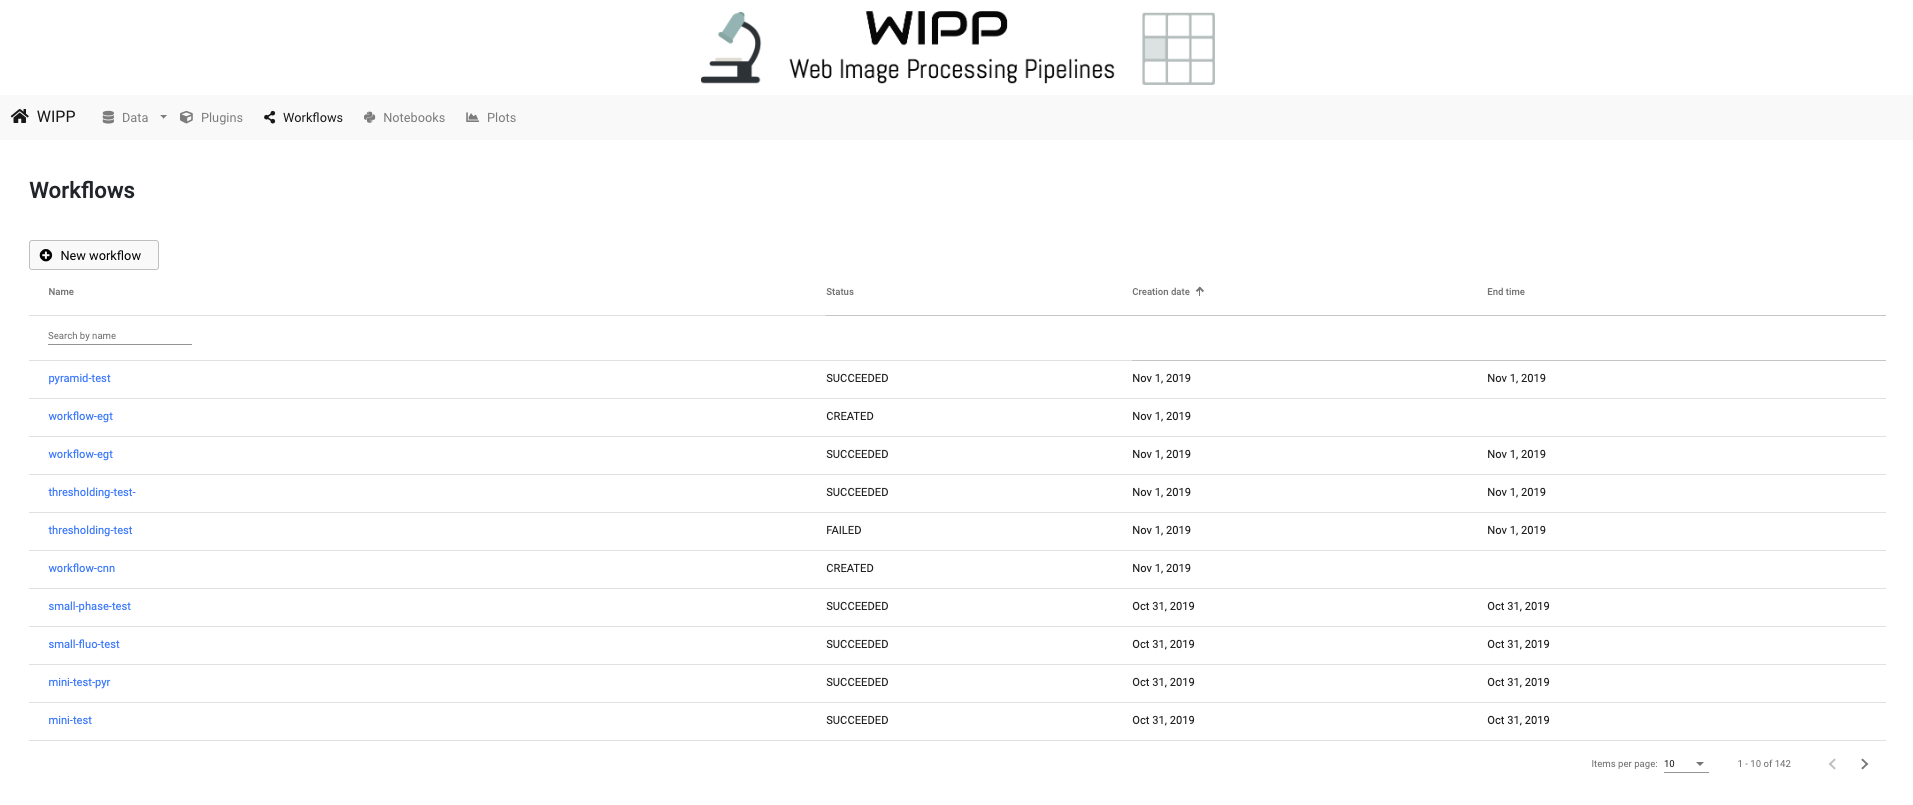 WIPP
Web Image Processing Pipelines
WIPP Data Plugins Workflows Notebooks Plots
Workflows
New workflow
Name Status Creation date End time
Search by name
pyramid-test SUCCEEDED Nov 1, 2019 Nov 1, 2019
workflow-egt CREATED Nov 1, 2019
workflow-egt SUCCEEDED Nov 1, 2019 Nov 1, 2019
thresholding-test- SUCCEEDED Nov 1, 2019 Nov 1, 2019
thresholding-test FAILED Nov 1, 2019 Nov 1, 2019
workflow-cnn CREATED Nov 1, 2019
small-phase-test SUCCEEDED Oct 31, 2019 Oct 31, 2019
small-fluo-test SUCCEEDED Oct 31, 2019 Oct 31, 2019
mini-test-pyr SUCCEEDED Oct 31, 2019 Oct 31, 2019
mini-test SUCCEEDED Oct 31, 2019 Oct 31, 2019
Items per page: 10 1 - 10 of 142